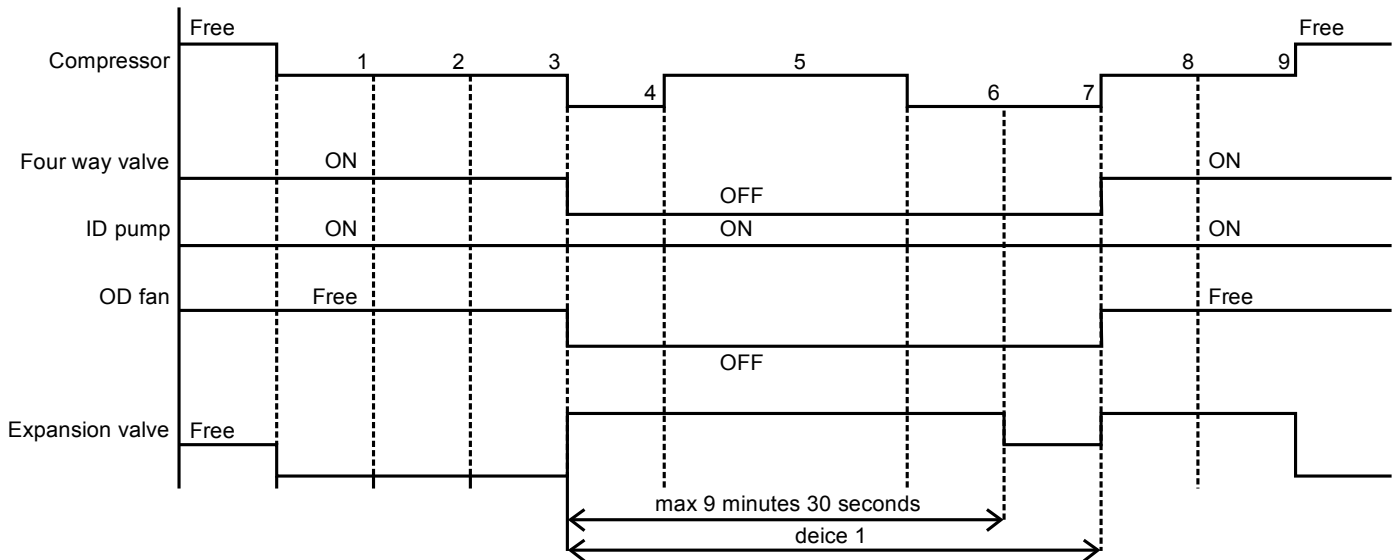 Free Free
Compressor 1 2 3 5 8 9
4 6 7
Four way valve ON ON
OFF
ID pump ON ON ON
OD fan Free Free
OFF
Expansion valve Free
max 9 minutes 30 seconds
deice 1